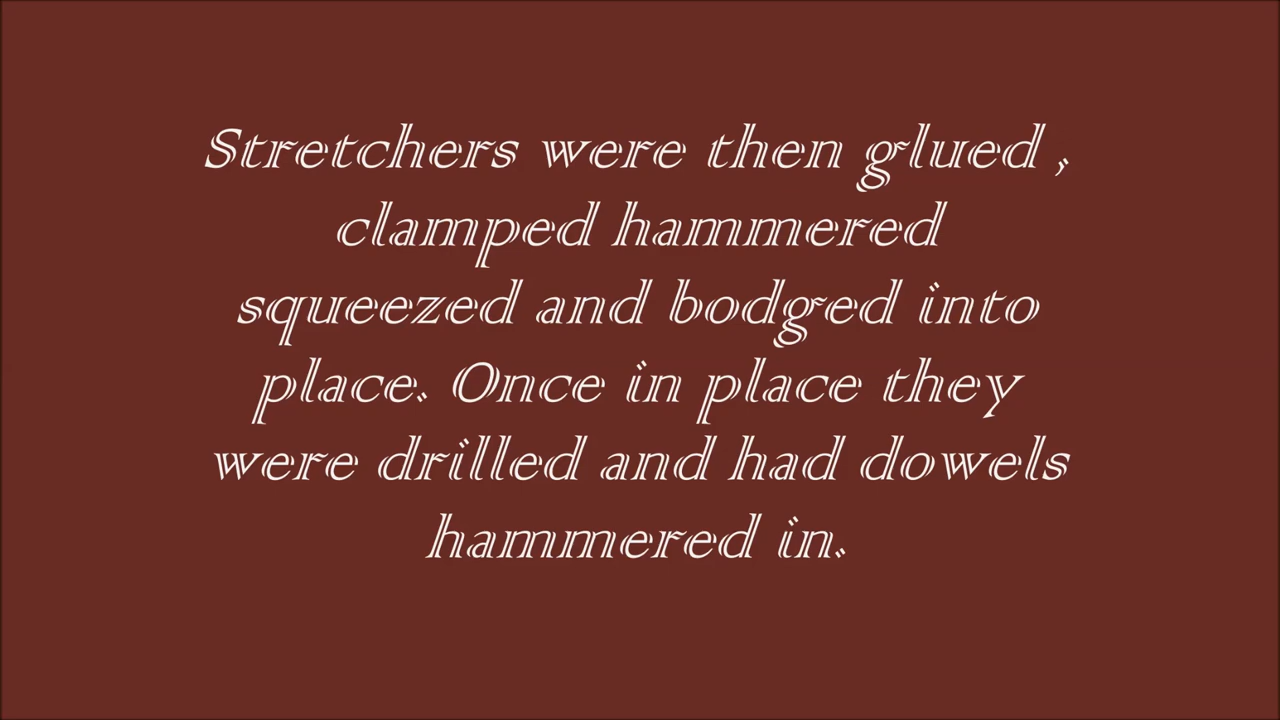 Stretchers were then glued ,
clamped hammered
squeezed and bodged into
place. Once in place they
were drilled and had dowels
hammered in.